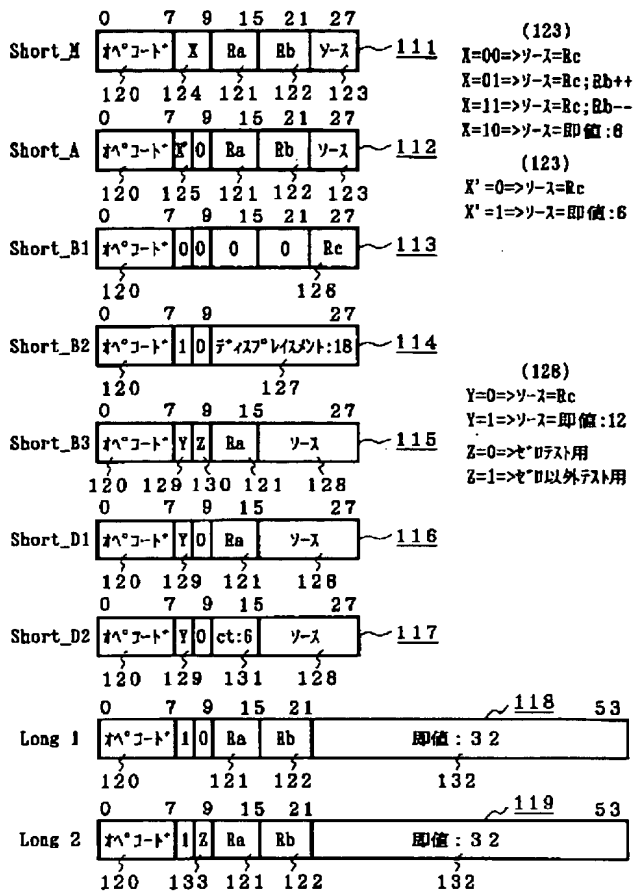 0 7 9 15 21 27
Short_M オペコード X Ra Rb ソース 111
120 124 121 122 123
(123)
X=00=>ソース=Rc
X=01=>ソース=Rc;Rb++
X=11=>ソース=Rc;Rb--
X=10=>ソース=即値:6
0 7 9 15 21 27
Short_A オペコード X' 0 Ra Rb ソース 112
120 125 121 122 123
(123)
X'=0=>ソース=Rc
X'=1=>ソース=即値:6
0 7 9 15 21 27
Short_B1 オペコード 0 0 0 0 Rc 113
120 126
0 7 9 27
Short_B2 オペコード 1 0 ディスプレイスメント:18 114
120 127
0 7 9 15 27
Short_B3 オペコード Y Z Ra ソース 115
120 129 130 121 128
(128)
Y=0=>ソース=Rc
Y=1=>ソース=即値:12
Z=0=>ゼロテスト用
Z=1=>ゼロ以外テスト用
0 7 9 15 27
Short_D1 オペコード Y 0 Ra ソース 116
120 129 121 128
0 7 9 15 27
Short_D2 オペコード Y 0 ct:6 ソース 117
120 129 131 128
0 7 9 15 21 118 53
Long 1 オペコード 1 0 Ra Rb 即値:32
120 121 122 132
0 7 9 15 21 119 53
Long 2 オペコード 1 Z Ra Rb 即値:32
120 133 121 122 132